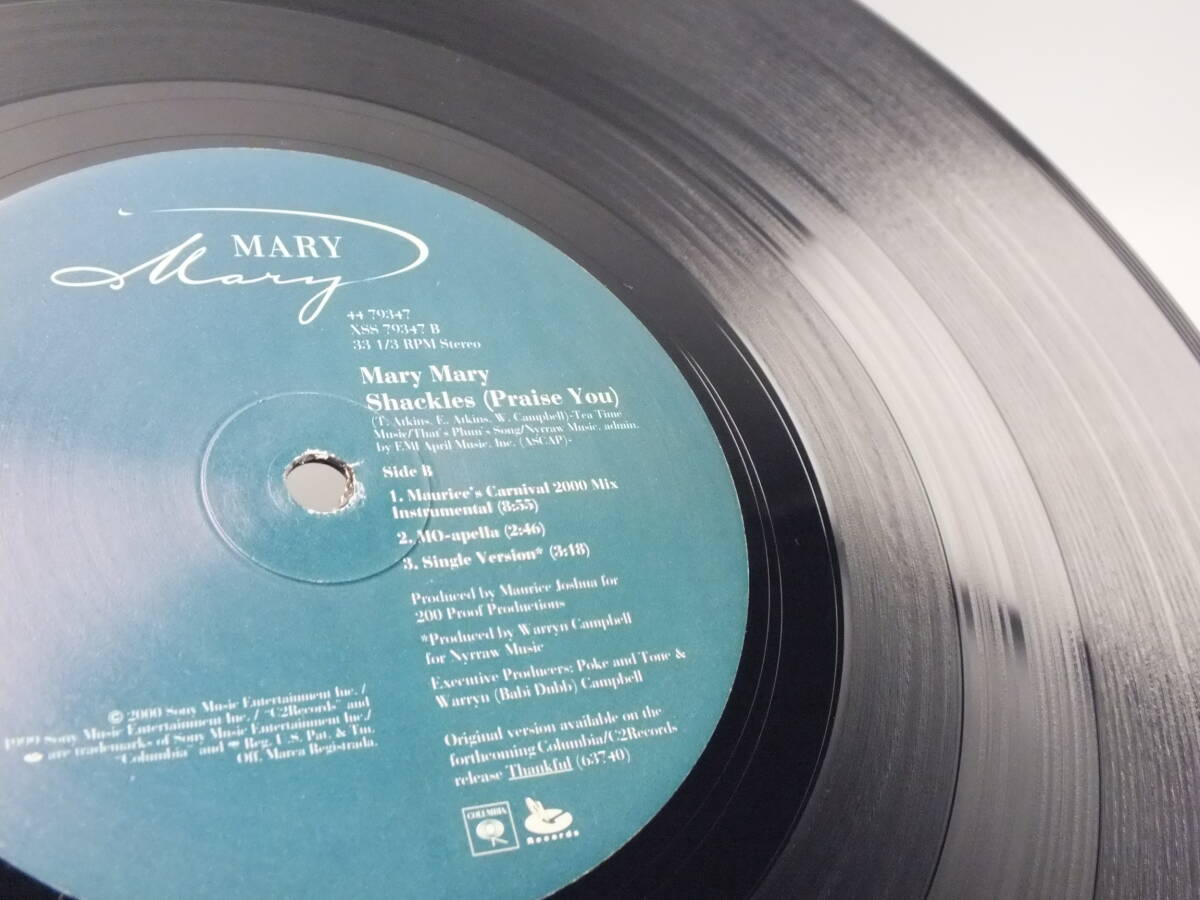 MARY
Mary
44 79347
XSS 79347 B
33 1/3 RPM Stereo
Mary Mary
Shackles (Praise You)
(T. Atkins, E. Atkins, W. Campbell)-Tea Time
Music/That's Plum's Song/Nyrraw Music, admin.
by EMI April Music, Inc. (ASCAP)-
Side B
1. Maurice's Carnival 2000 Mix
Instrumental (8:55)
2. MO-apella (2:46)
3. Single Version* (3:18)
Produced by Maurice Joshua for
200 Proof Productions
*Produced by Warryn Campbell
for Nyrraw Music
Executive Producers: Poke and Tone &
Warryn (Babi Dubb) Campbell
Original version available on the
forthcoming Columbia/C2Records
release Thankful (63740)
© 2000 Sony Music Entertainment Inc. /
1999 Sony Music Entertainment Inc. / "C2Records" and
are trademarks of Sony Music Entertainment Inc./
"Columbia" and Reg. U.S. Pat. & Tm.
Off. Marca Registrada.
COLUMBIA
Records